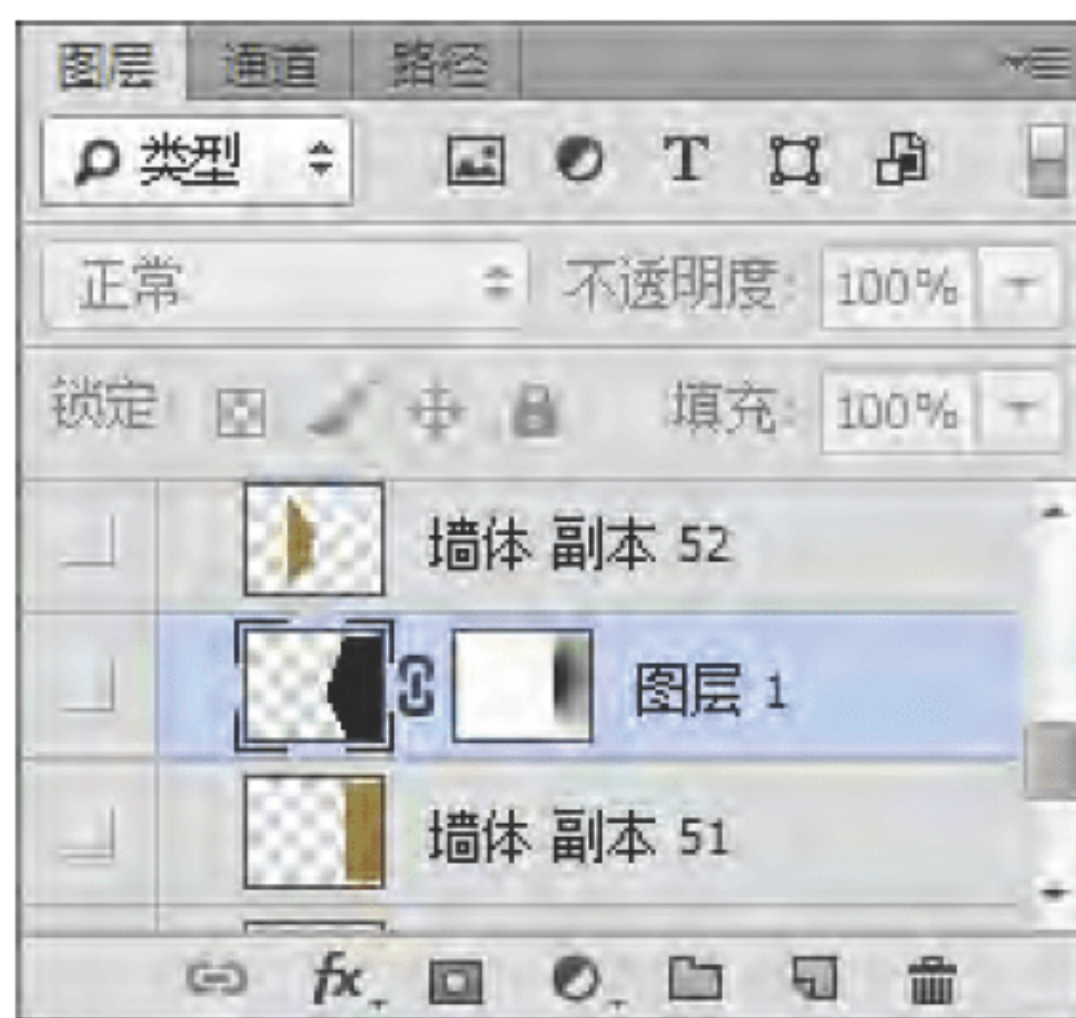 图层 通道 路径
类型 T
正常 不透明度: 100%
锁定: 填充: 100%
墙体 副本 52
图层 1
墙体 副本 51
fx.